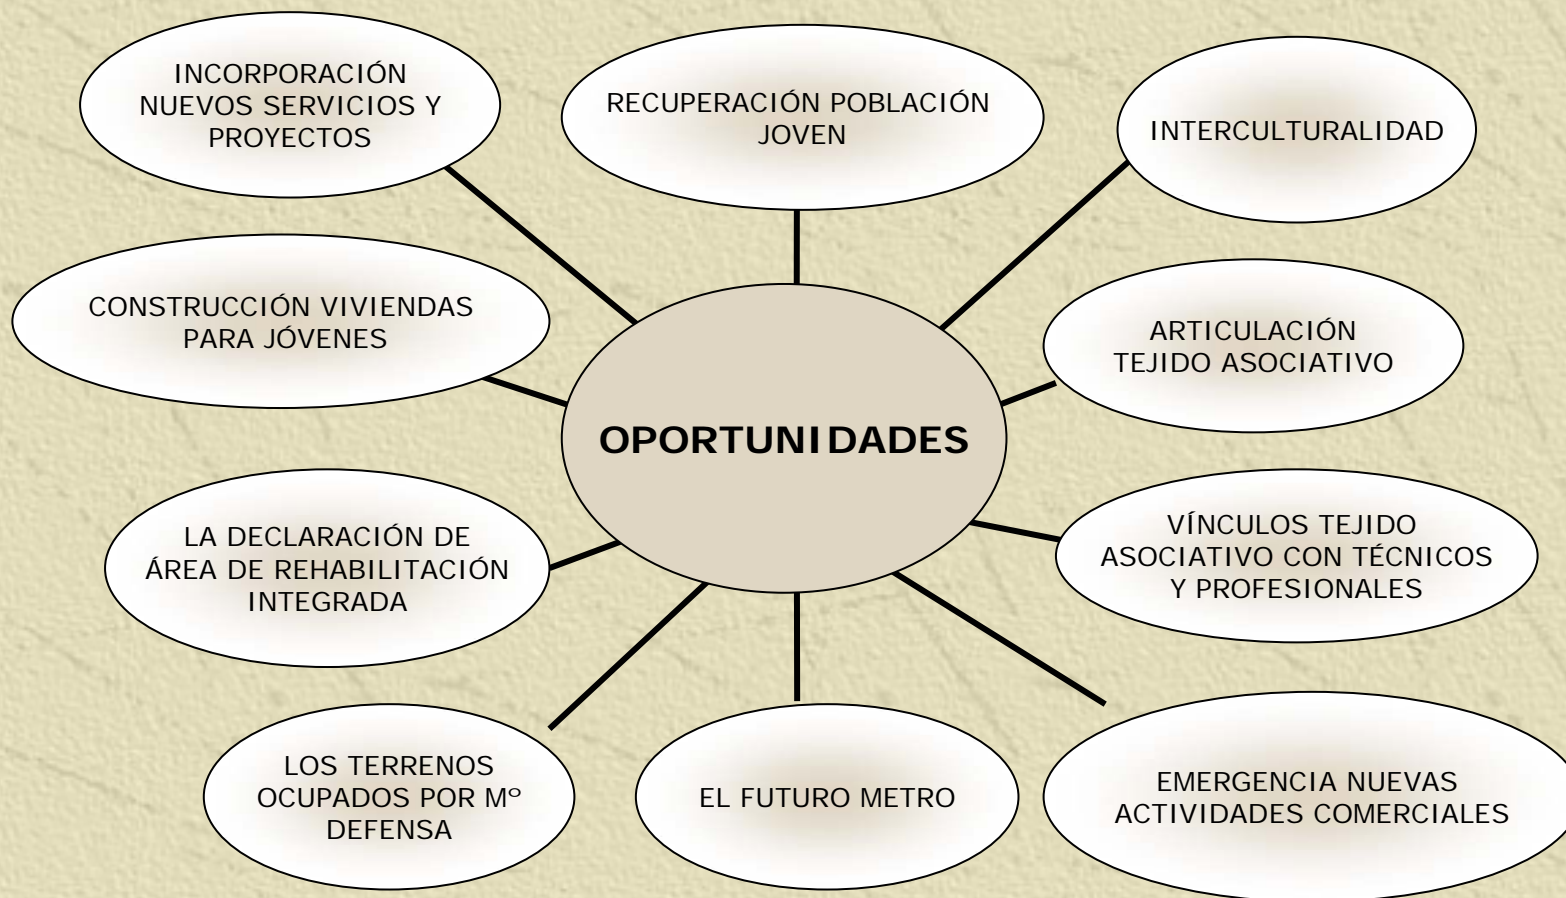 INCORPORACIÓN
NUEVOS SERVICIOS Y
PROYECTOS
RECUPERACIÓN POBLACIÓN
JOVEN
INTERCULTURALIDAD
CONSTRUCCIÓN VIVIENDAS
PARA JÓVENES
ARTICULACIÓN
TEJIDO ASOCIATIVO
OPORTUNIDADES
LA DECLARACIÓN DE
ÁREA DE REHABILITACIÓN
INTEGRADA
VÍNCULOS TEJIDO
ASOCIATIVO CON TÉCNICOS
Y PROFESIONALES
LOS TERRENOS
OCUPADOS POR Mº
DEFENSA
EL FUTURO METRO
EMERGENCIA NUEVAS
ACTIVIDADES COMERCIALES